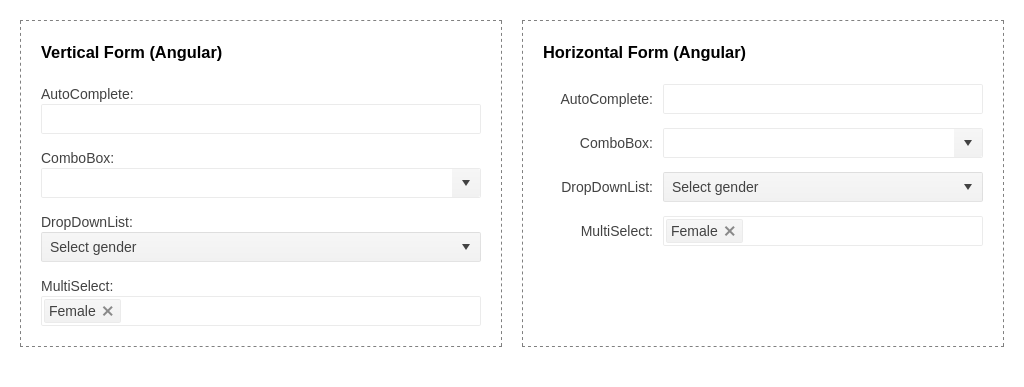 Vertical Form (Angular)
AutoComplete:
ComboBox:
DropDownList:
Select gender
MultiSelect:
Female
Horizontal Form (Angular)
AutoComplete:
ComboBox:
DropDownList: Select gender
MultiSelect: Female